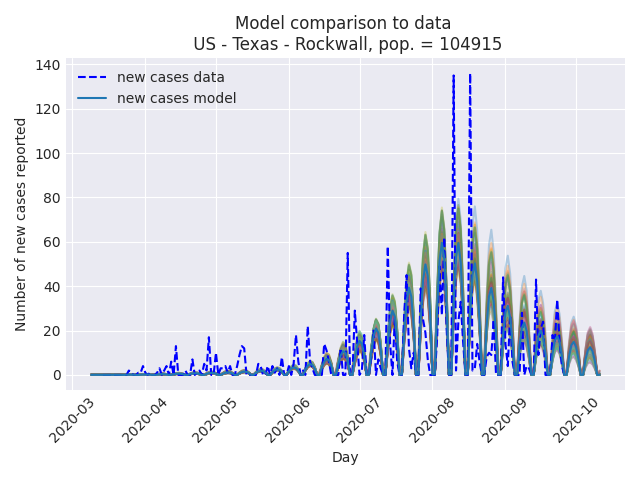 Model comparison to data
US - Texas - Rockwall, pop. = 104915
new cases data
new cases model
Number of new cases reported
140
120
100
80
60
40
20
0
2020-03
2020-04
2020-05
2020-06
2020-07
2020-08
2020-09
2020-10
Day